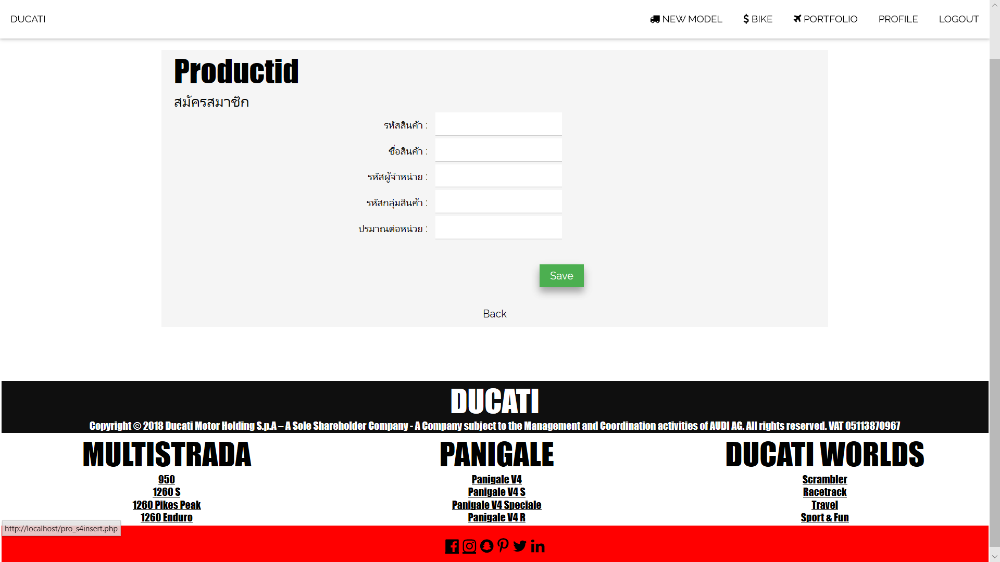 DUCATI
NEW MODEL
BIKE
PORTFOLIO
PROFILE
LOGOUT
Productid
สมัครสมาชิก
รหัสสินค้า :
ชื่อสินค้า :
รหัสผู้จำหน่าย :
รหัสกลุ่มสินค้า :
ปรมาณต่อหน่วย :
Save
Back
DUCATI
Copyright © 2018 Ducati Motor Holding S.p.A – A Sole Shareholder Company - A Company subject to the Management and Coordination activities of AUDI AG. All rights reserved. VAT 05113870967
MULTISTRADA
950
1260 S
1260 Pikes Peak
1260 Enduro
PANIGALE
Panigale V4
Panigale V4 S
Panigale V4 Speciale
Panigale V4 R
DUCATI WORLDS
Scrambler
Racetrack
Travel
Sport & Fun
http://localhost/pro_s4insert.php